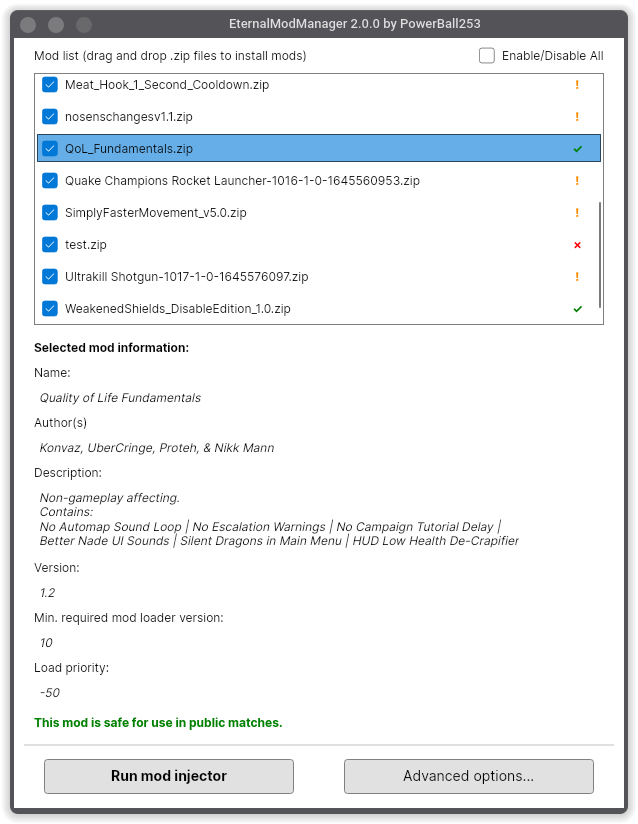 EternalModManager 2.0.0 by PowerBall253
Mod list (drag and drop .zip files to install mods)
Enable/Disable All
Meat_Hook_1_Second_Cooldown.zip !
nosenschangesv1.1.zip !
QoL_Fundamentals.zip
Quake Champions Rocket Launcher-1016-1-0-1645560953.zip !
SimplyFasterMovement_v5.0.zip !
test.zip
Ultrakill Shotgun-1017-1-0-1645576097.zip !
WeakenedShields_DisableEdition_1.0.zip
Selected mod information:
Name:
Quality of Life Fundamentals
Author(s)
Konvaz, UberCringe, Proteh, & Nikk Mann
Description:
Non-gameplay affecting.
Contains:
No Automap Sound Loop | No Escalation Warnings | No Campaign Tutorial Delay |
Better Nade UI Sounds | Silent Dragons in Main Menu | HUD Low Health De-Crapifier
Version:
1.2
Min. required mod loader version:
10
Load priority:
-50
This mod is safe for use in public matches.
Run mod injector
Advanced options...